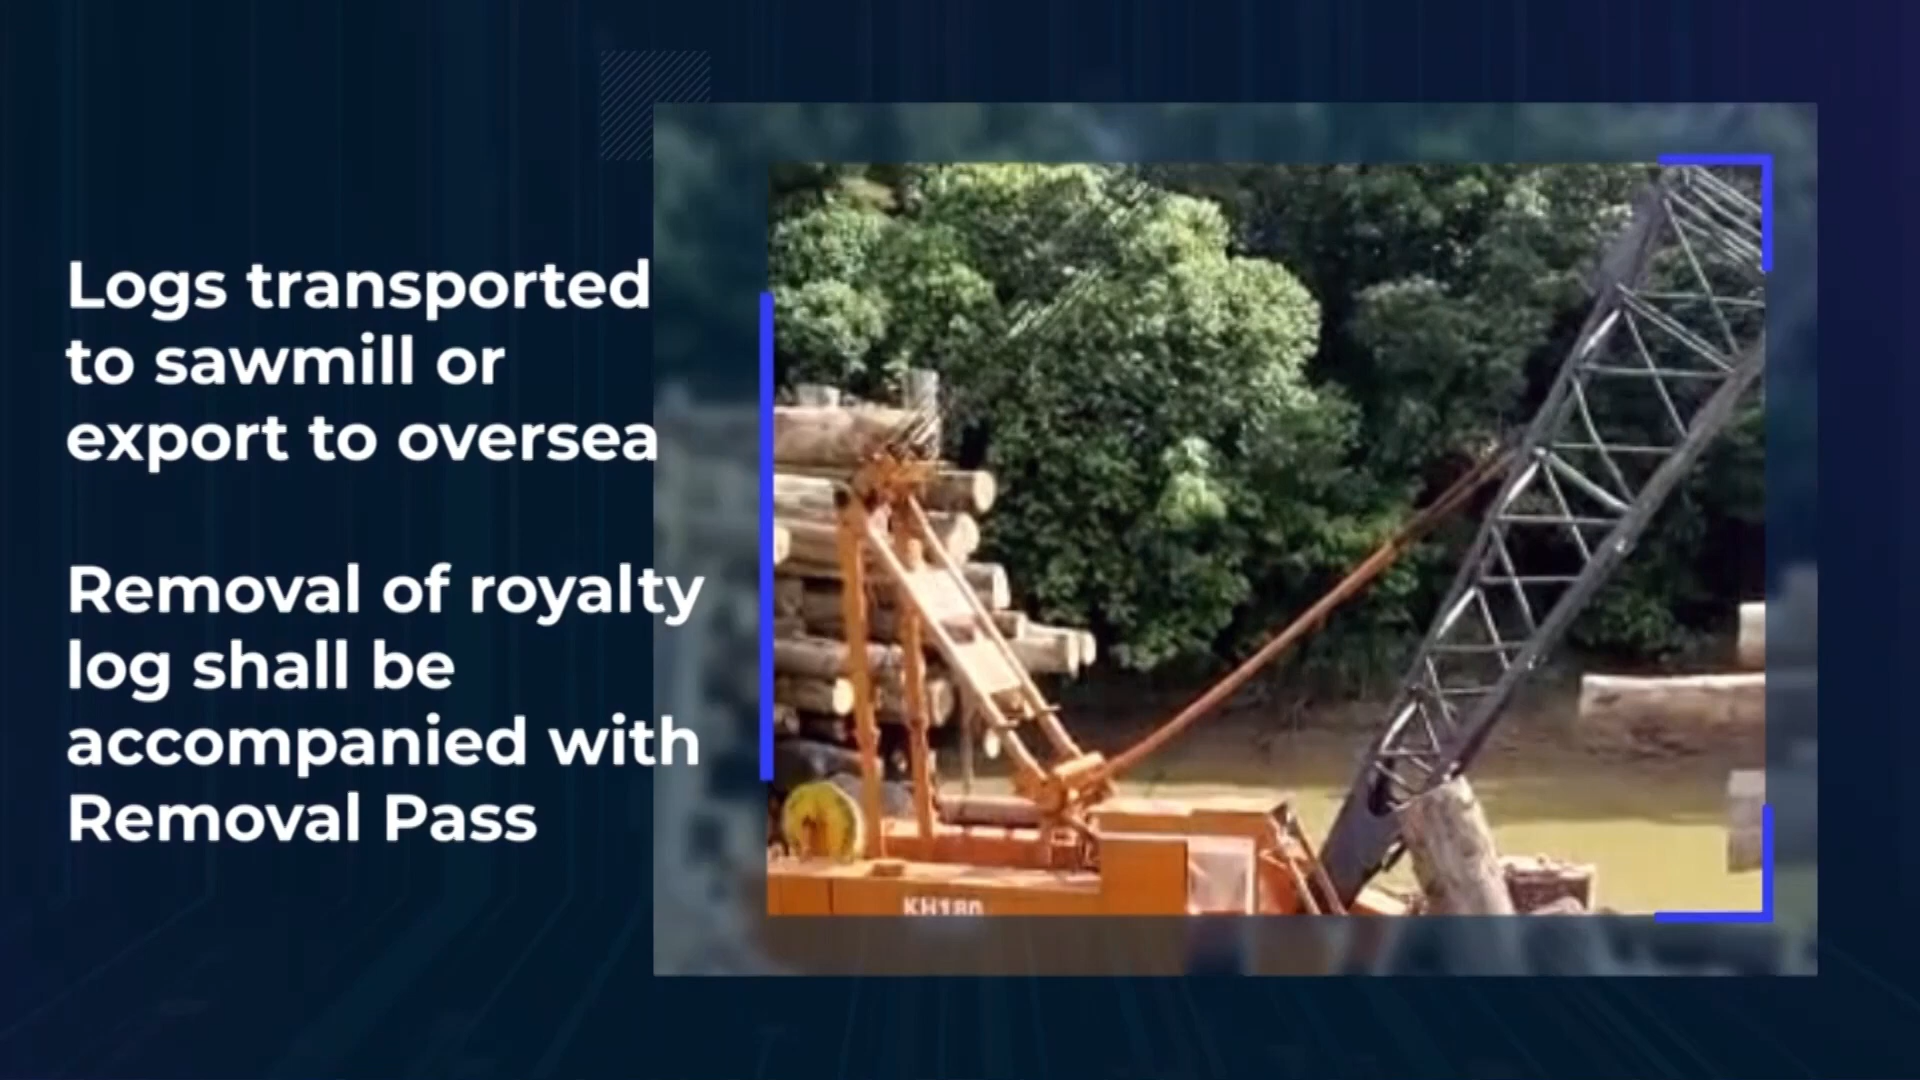 Logs transported
to sawmill or
export to oversea
Removal of royalty
log shall be
accompanied with
Removal Pass
KH180